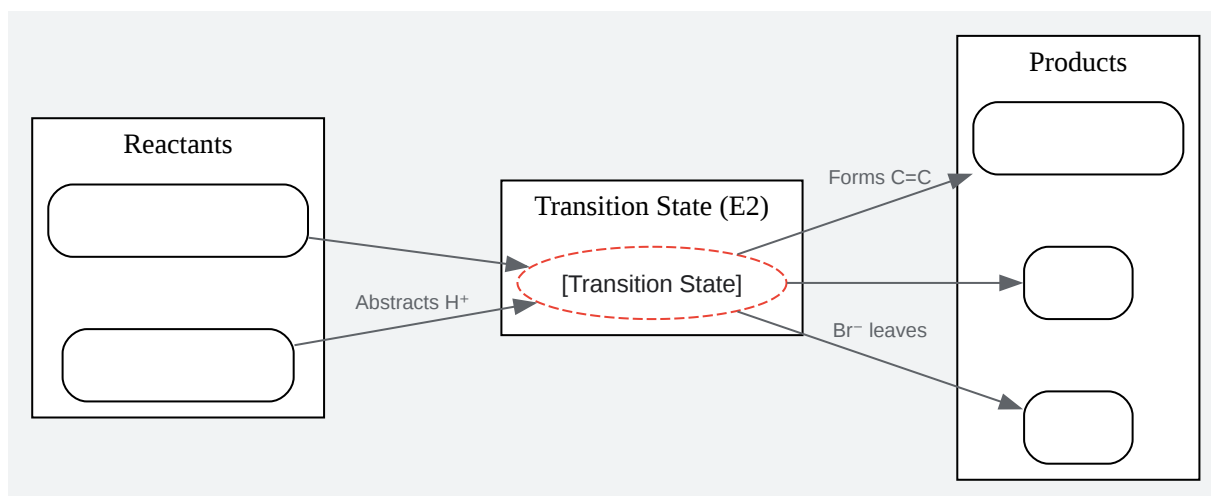 Reactants
Abstracts H⁺
Transition State (E2)
[Transition State]
Forms C=C
Br⁻ leaves
Products